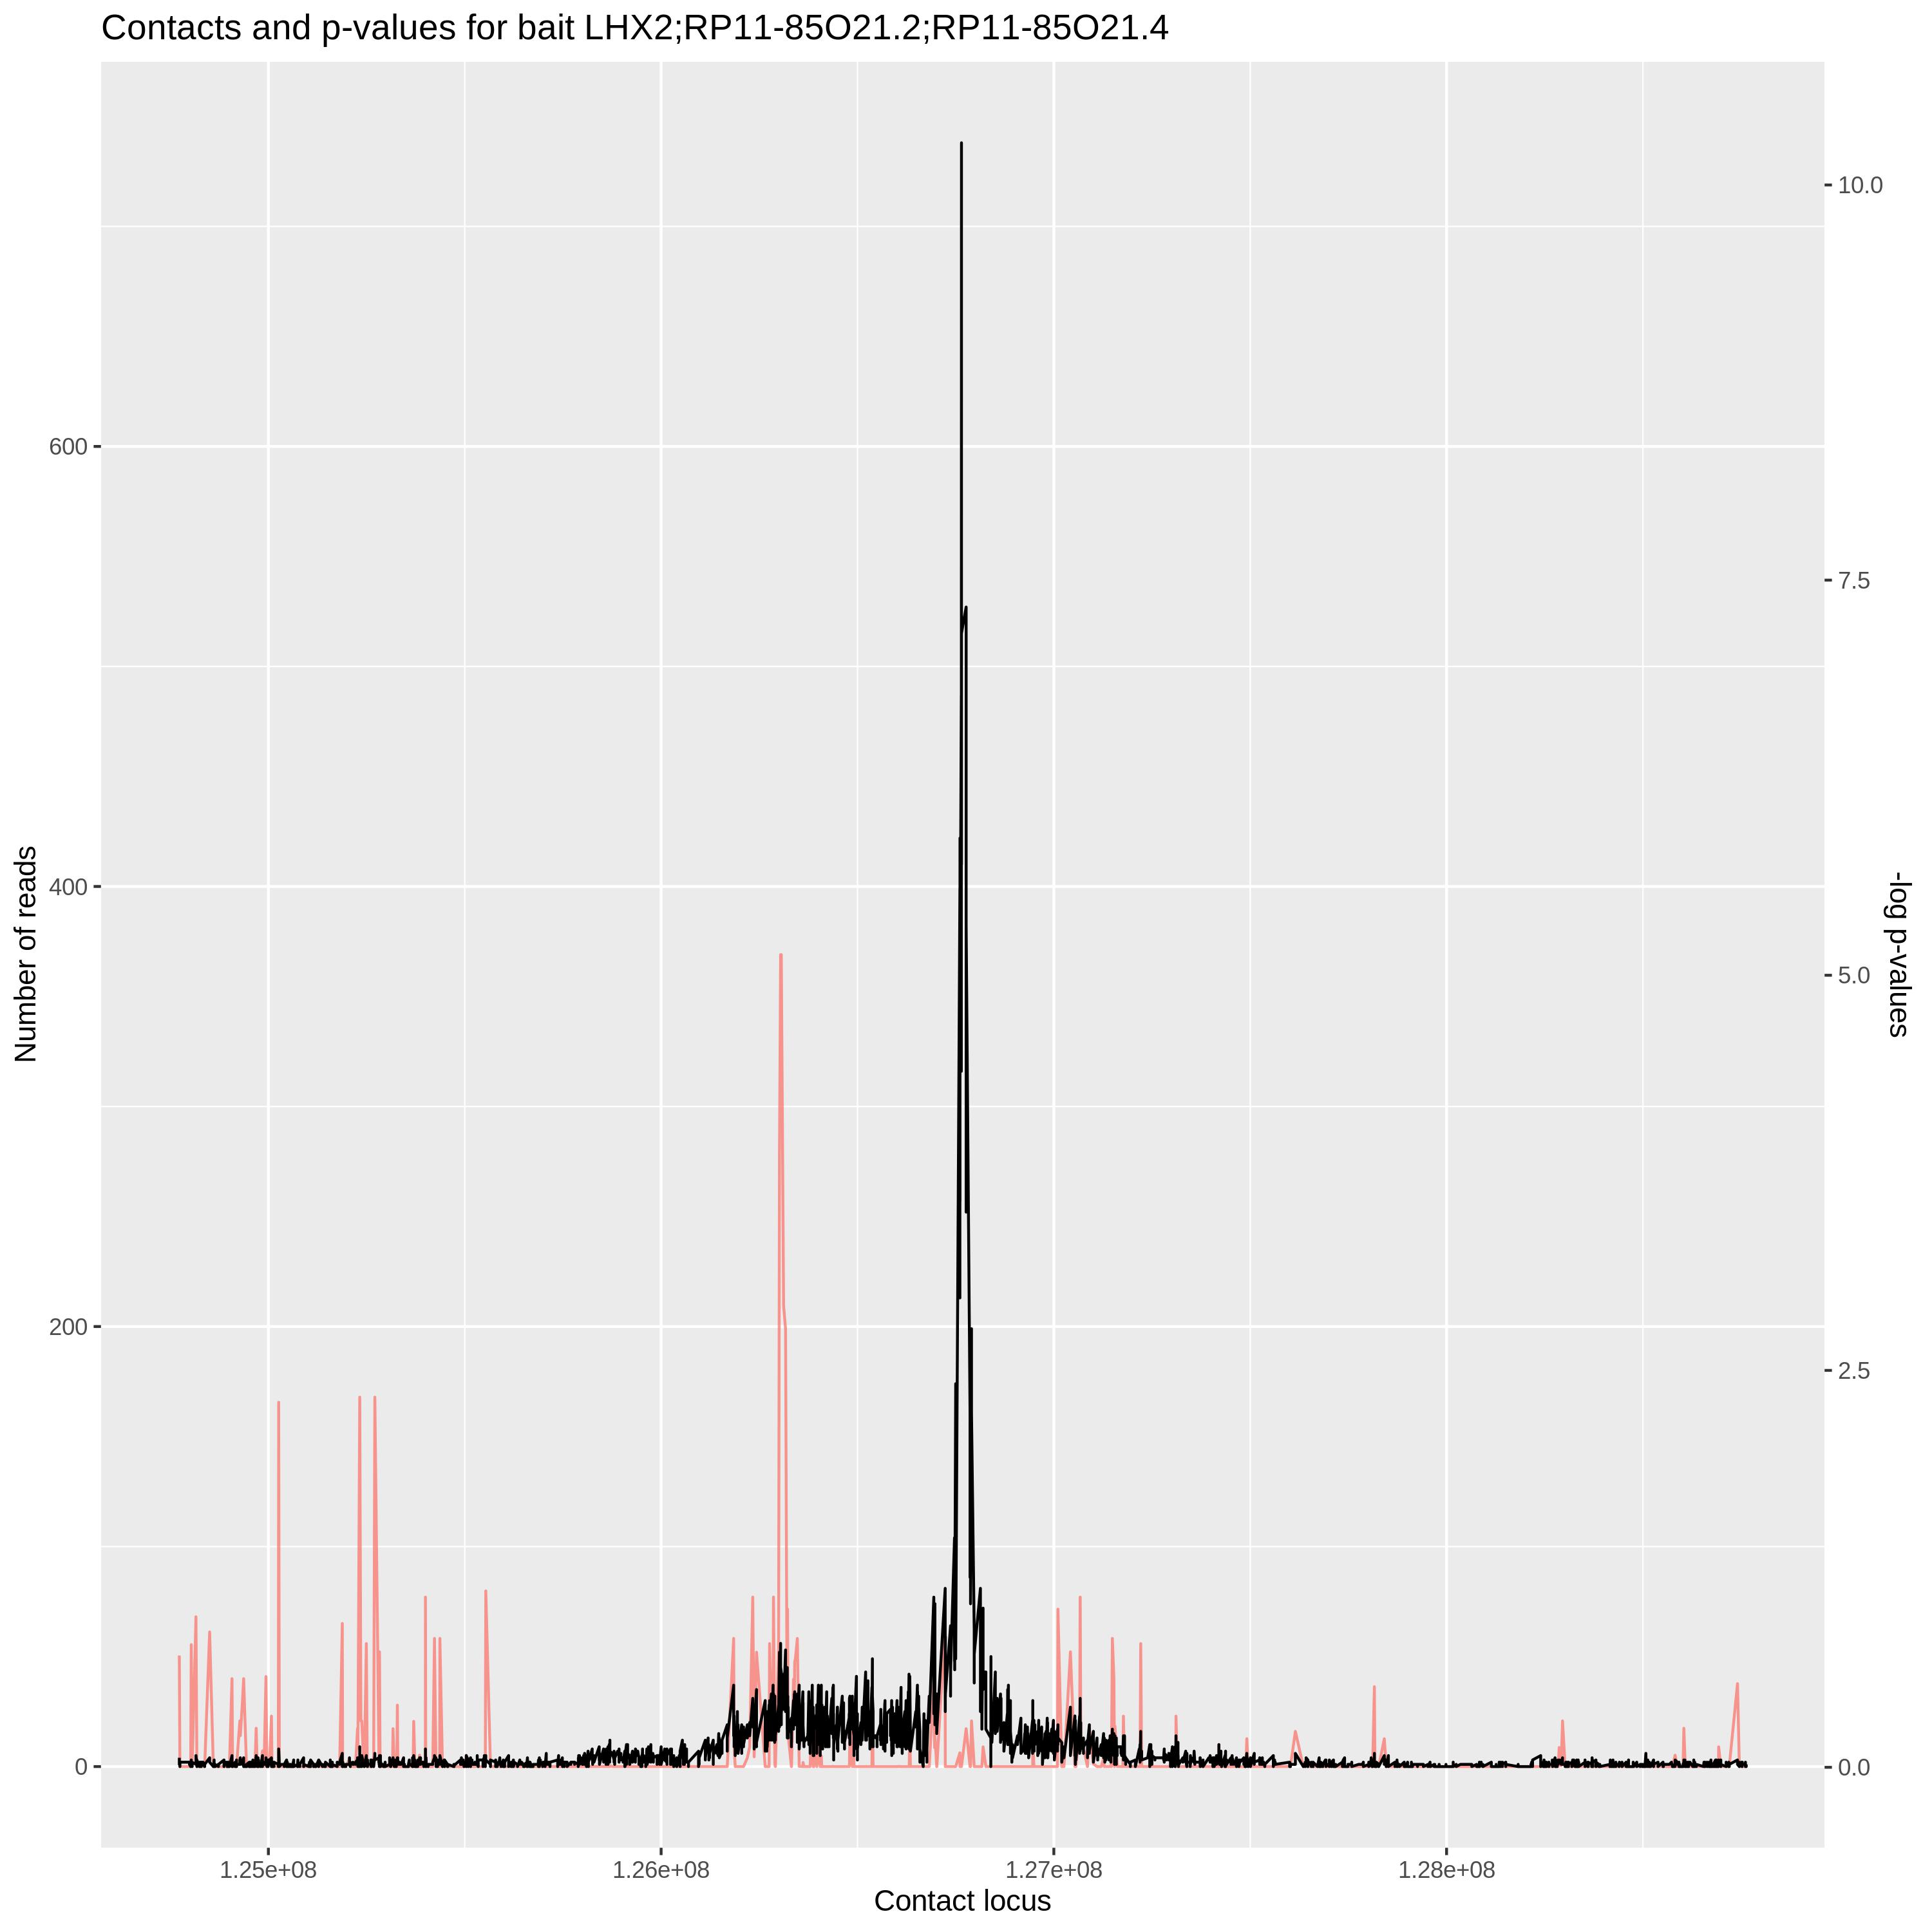 Contacts and p-values for bait LHX2;RP11-85O21.2;RP11-85O21.4
Number of reads
600
400
200
0
10.0
7.5
5.0
2.5
0.0
-log p-values
1.25e+08
1.26e+08
1.27e+08
1.28e+08
Contact locus